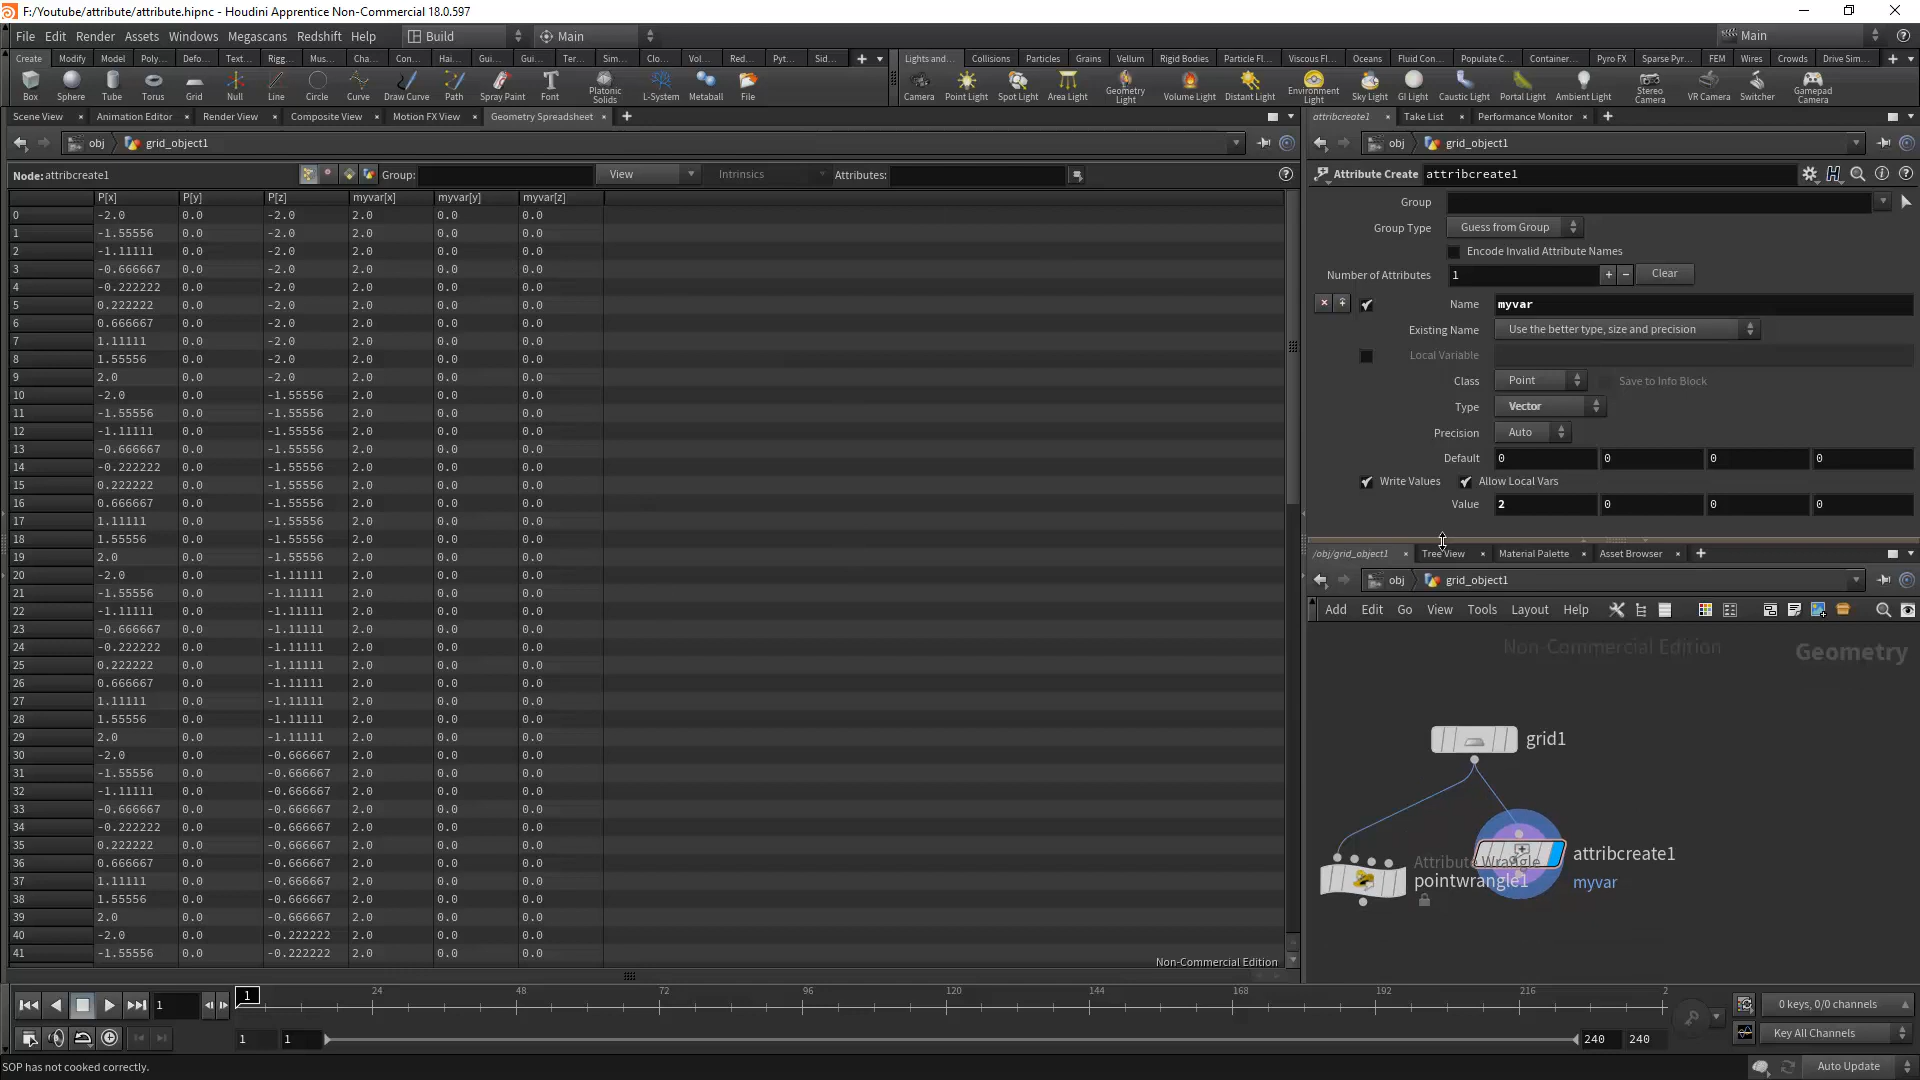 F:/Youtube/attribute/attribute.hipnc - Houdini Apprentice Non-Commercial 18.0.597
File Edit Render Assets Windows Megascans Redshift Help Build Main Main
Create Modify Model Poly... Defo... Text... Rigg... Mus... Cha... Con... Hai... Gui... Gui... Ter... Sim... Clo... Vol... Red... Pyt... Sid... Lights and... Collisions Particles Grains Vellum Rigid Bodies Particle Fl... Viscous Fl... Oceans Fluid Con... Populate C... Container... Pyro FX Sparse Pyr... FEM Wires Crowds Drive Sim...
Box Sphere Tube Torus Grid Null Line Circle Curve Draw Curve Path Spray Paint Font Platonic Solids L-System Metaball File Camera Point Light Spot Light Area Light Geometry Light Volume Light Distant Light Environment Light Sky Light GI Light Caustic Light Portal Light Ambient Light Stereo Camera VR Camera Switcher Gamepad Camera
Scene View Animation Editor Render View Composite View Motion FX View Geometry Spreadsheet
obj grid_object1
Node: attribcreate1 Group: View Intrinsics Attributes:
P[x] P[y] P[z] myvar[x] myvar[y] myvar[z]
0 -2.0 0.0 -2.0 2.0 0.0 0.0
1 -1.55556 0.0 -2.0 2.0 0.0 0.0
2 -1.11111 0.0 -2.0 2.0 0.0 0.0
3 -0.666667 0.0 -2.0 2.0 0.0 0.0
4 -0.222222 0.0 -2.0 2.0 0.0 0.0
5 0.222222 0.0 -2.0 2.0 0.0 0.0
6 0.666667 0.0 -2.0 2.0 0.0 0.0
7 1.11111 0.0 -2.0 2.0 0.0 0.0
8 1.55556 0.0 -2.0 2.0 0.0 0.0
9 2.0 0.0 -2.0 2.0 0.0 0.0
10 -2.0 0.0 -1.55556 2.0 0.0 0.0
11 -1.55556 0.0 -1.55556 2.0 0.0 0.0
12 -1.11111 0.0 -1.55556 2.0 0.0 0.0
13 -0.666667 0.0 -1.55556 2.0 0.0 0.0
14 -0.222222 0.0 -1.55556 2.0 0.0 0.0
15 0.222222 0.0 -1.55556 2.0 0.0 0.0
16 0.666667 0.0 -1.55556 2.0 0.0 0.0
17 1.11111 0.0 -1.55556 2.0 0.0 0.0
18 1.55556 0.0 -1.55556 2.0 0.0 0.0
19 2.0 0.0 -1.55556 2.0 0.0 0.0
20 -2.0 0.0 -1.11111 2.0 0.0 0.0
21 -1.55556 0.0 -1.11111 2.0 0.0 0.0
22 -1.11111 0.0 -1.11111 2.0 0.0 0.0
23 -0.666667 0.0 -1.11111 2.0 0.0 0.0
24 -0.222222 0.0 -1.11111 2.0 0.0 0.0
25 0.222222 0.0 -1.11111 2.0 0.0 0.0
26 0.666667 0.0 -1.11111 2.0 0.0 0.0
27 1.11111 0.0 -1.11111 2.0 0.0 0.0
28 1.55556 0.0 -1.11111 2.0 0.0 0.0
29 2.0 0.0 -1.11111 2.0 0.0 0.0
30 -2.0 0.0 -0.666667 2.0 0.0 0.0
31 -1.55556 0.0 -0.666667 2.0 0.0 0.0
32 -1.11111 0.0 -0.666667 2.0 0.0 0.0
33 -0.666667 0.0 -0.666667 2.0 0.0 0.0
34 -0.222222 0.0 -0.666667 2.0 0.0 0.0
35 0.222222 0.0 -0.666667 2.0 0.0 0.0
36 0.666667 0.0 -0.666667 2.0 0.0 0.0
37 1.11111 0.0 -0.666667 2.0 0.0 0.0
38 1.55556 0.0 -0.666667 2.0 0.0 0.0
39 2.0 0.0 -0.666667 2.0 0.0 0.0
40 -2.0 0.0 -0.222222 2.0 0.0 0.0
41 -1.55556 0.0 -0.222222 2.0 0.0 0.0
Non-Commercial Edition
attribcreate1 Take List Performance Monitor
obj grid_object1
Attribute Create attribcreate1
Group
Group Type Guess from Group
Encode Invalid Attribute Names
Number of Attributes 1 + - Clear
Name myvar
Existing Name Use the better type, size and precision
Local Variable
Class Point Save to Info Block
Type Vector
Precision Auto
Default 0 0 0 0
Write Values Allow Local Vars
Value 2 0 0 0
/obj/grid_object1 Tree View Material Palette Asset Browser
obj grid_object1
Add Edit Go View Tools Layout Help
Non-Commercial Edition Geometry
grid1
attribcreate1
myvar
Attribute Wrangle
pointwrangle1
1 1 24 48 72 96 120 144 168 192 216 2
0 keys, 0/0 channels
1 1 240 240 Key All Channels
SOP has not cooked correctly. Auto Update